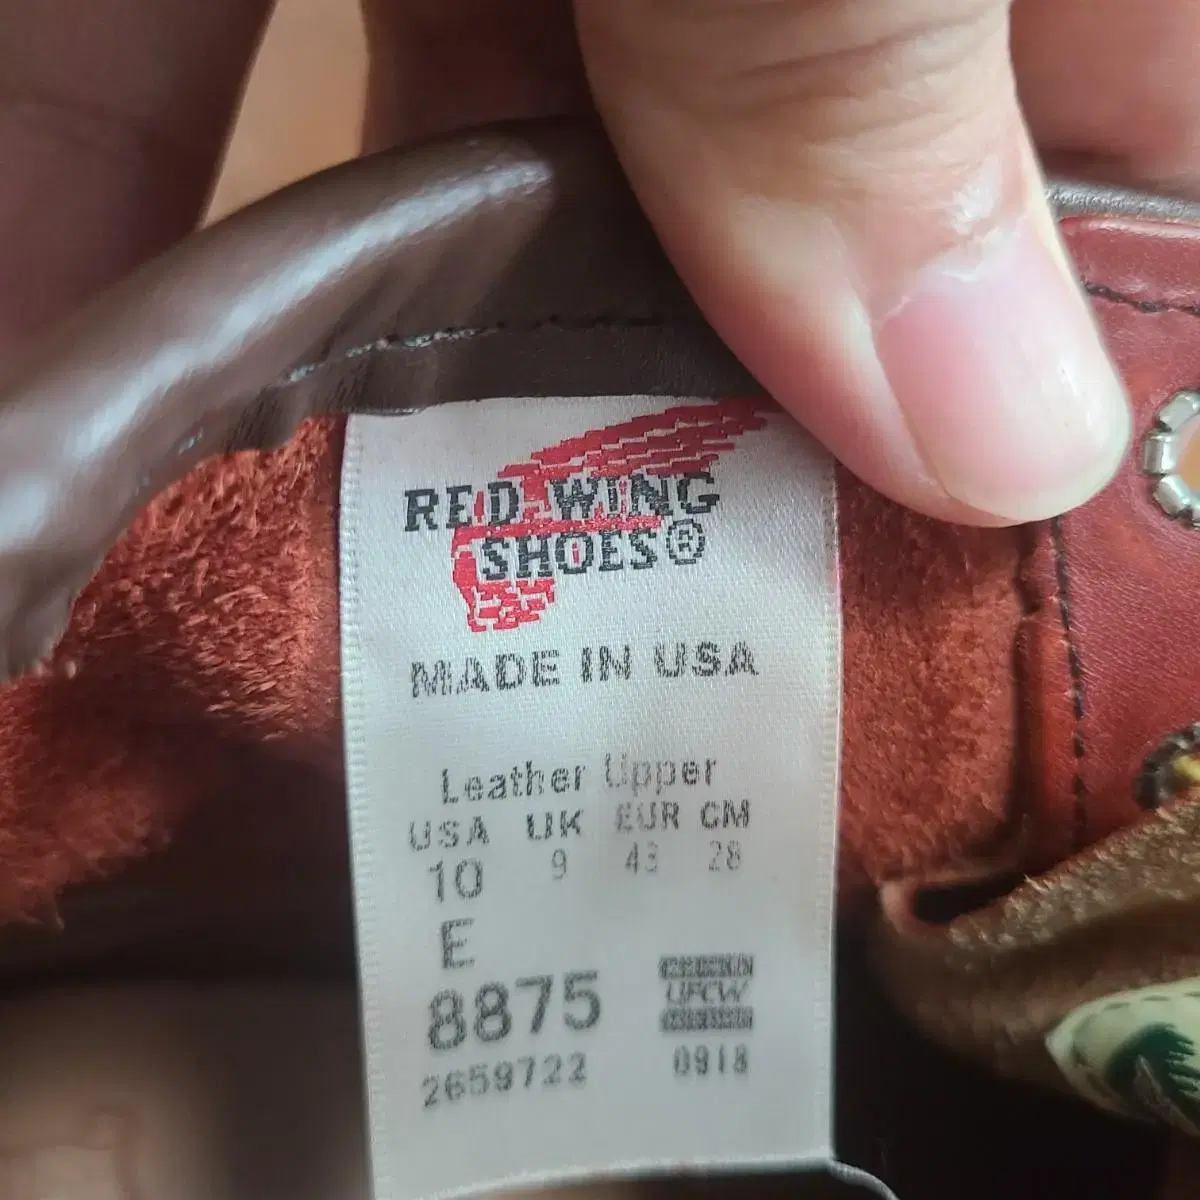 RED WING
SHOES®
MADE IN USA
Leather Upper
USA UK EUR CM
10 9 43 28
E
8875
UFCW
2659722
0918